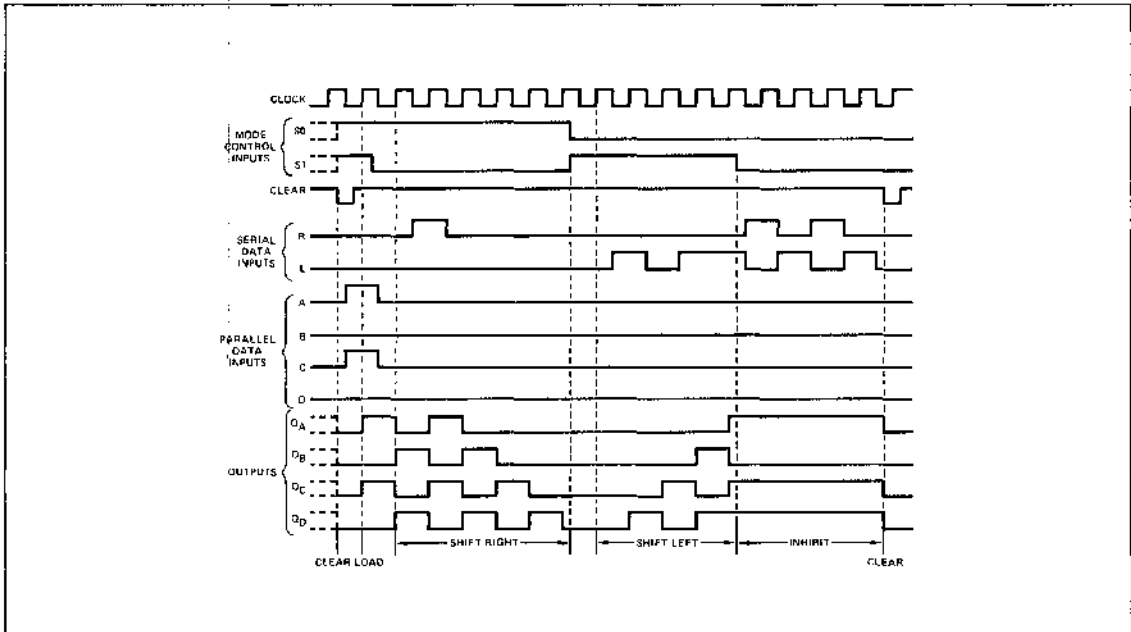 CLOCK
MODE
CONTROL
INPUTS
S0
S1
CLEAR
SERIAL
DATA
INPUTS
R
L
PARALLEL
DATA
INPUTS
A
B
C
D
OUTPUTS
QA
QB
QC
QD
SHIFT RIGHT
SHIFT LEFT
INHIBIT
CLEAR LOAD
CLEAR